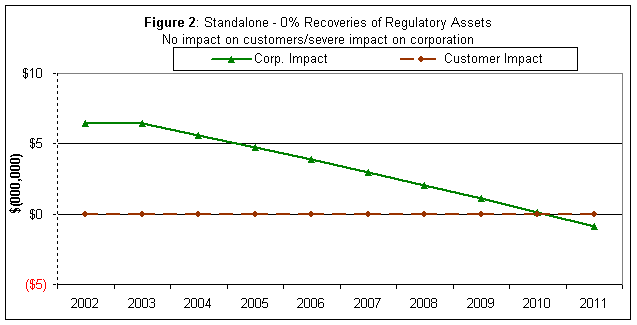 Figure 2: Standalone - 0% Recoveries of Regulatory Assets
No impact on customers/severe impact on corporation
Corp. Impact Customer Impact
$(000,000)
$10
$5
$0
($5)
2002 2003 2004 2005 2006 2007 2008 2009 2010 2011